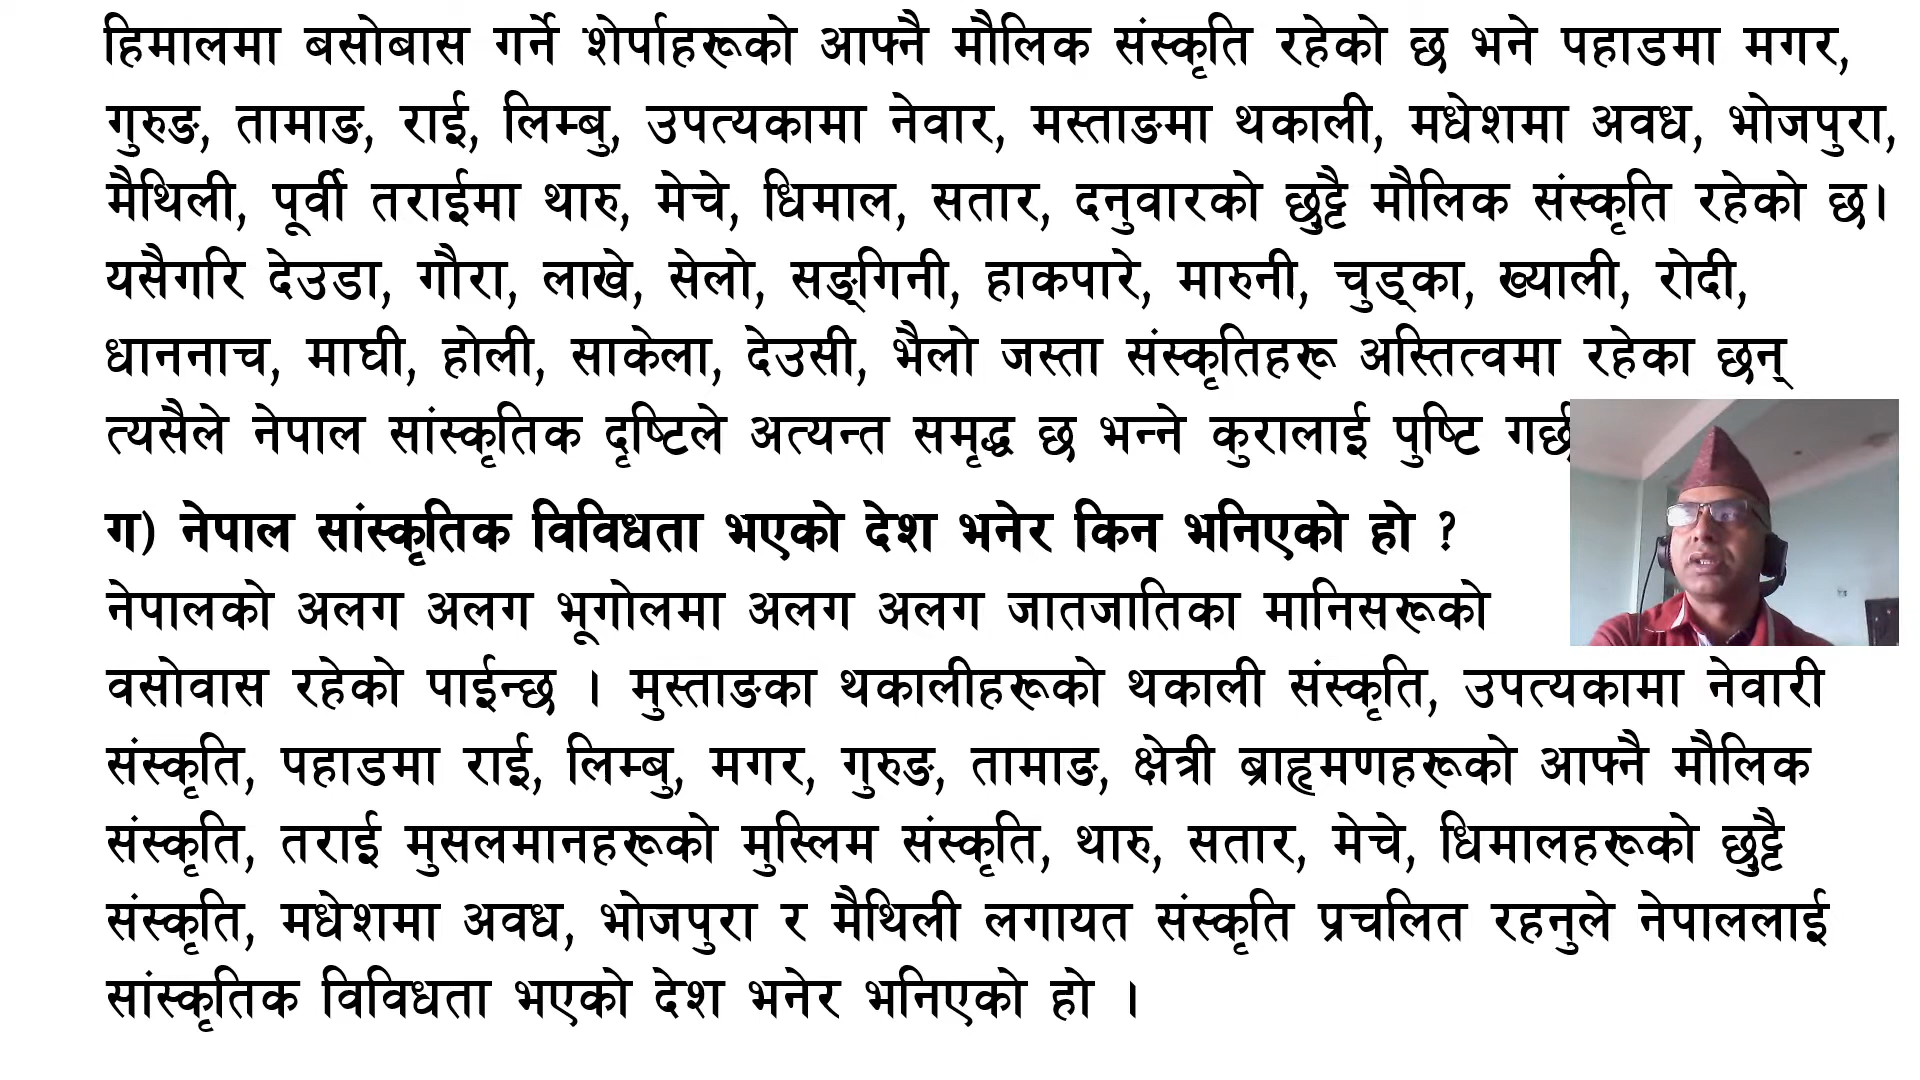 हिमालमा बसोबास गर्ने शेर्पाहरूको आफ्नै मौलिक संस्कृति रहेको छ भने पहाडमा मगर,
गुरुङ, तामाङ, राई, लिम्बु, उपत्यकामा नेवार, मस्ताङमा थकाली, मधेशमा अवध, भोजपुरा,
मैथिली, पूर्वी तराईमा थारु, मेचे, धिमाल, सतार, दनुवारको छुट्टै मौलिक संस्कृति रहेको छ।
यसैगरि देउडा, गौरा, लाखे, सेलो, सङ्गिनी, हाकपारे, मारुनी, चुड्का, ख्याली, रोदी,
धाननाच, माघी, होली, साकेला, देउसी, भैलो जस्ता संस्कृतिहरू अस्तित्वमा रहेका छन्
त्यसैले नेपाल सांस्कृतिक दृष्टिले अत्यन्त समृद्ध छ भन्ने कुरालाई पुष्टि
ग) नेपाल सांस्कृतिक विविधता भएको देश भनेर किन भनिएको हो ?
नेपालको अलग अलग भूगोलमा अलग अलग जातजातिका मानिसरूको
वसोवास रहेको पाईन्छ । मुस्ताङका थकालीहरूको थकाली संस्कृति, उपत्यकामा नेवारी
संस्कृति, पहाडमा राई, लिम्बु, मगर, गुरुङ, तामाङ, क्षेत्री ब्राहृमणहरूको आफ्नै मौलिक
संस्कृति, तराई मुसलमानहरूको मुस्लिम संस्कृति, थारु, सतार, मेचे, धिमालहरूको छुट्टै
संस्कृति, मधेशमा अवध, भोजपुरा र मैथिली लगायत संस्कृति प्रचलित रहनुले नेपाललाई
सांस्कृतिक विविधता भएको देश भनेर भनिएको हो ।